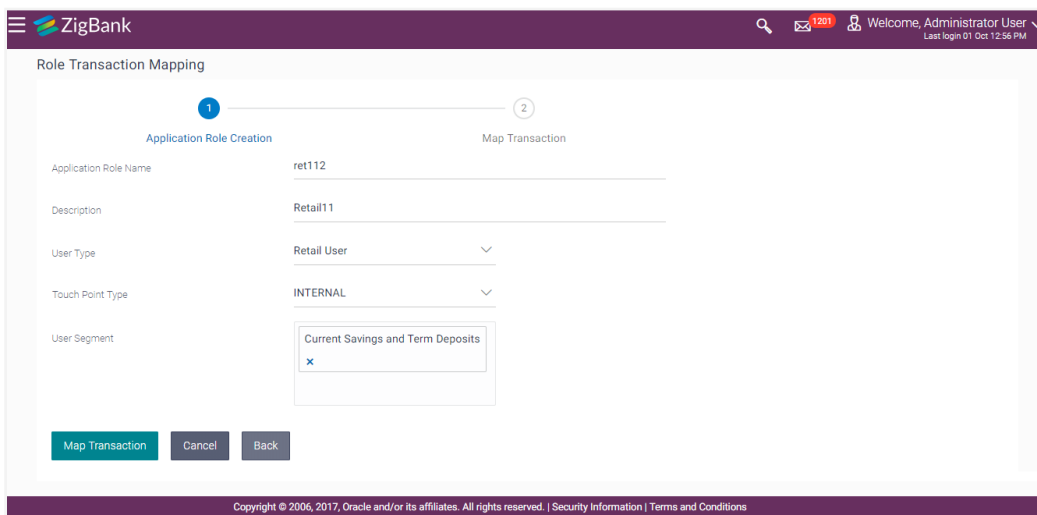 ZigBank
1201
Welcome, Administrator User
Last login 01 Oct 12:56 PM
Role Transaction Mapping
1
2
Application Role Creation
Map Transaction
Application Role Name
ret112
Description
Retail11
User Type
Retail User
Touch Point Type
INTERNAL
User Segment
Current Savings and Term Deposits
Map Transaction
Cancel
Back
Copyright © 2006, 2017, Oracle and/or its affiliates. All rights reserved. | Security Information | Terms and Conditions